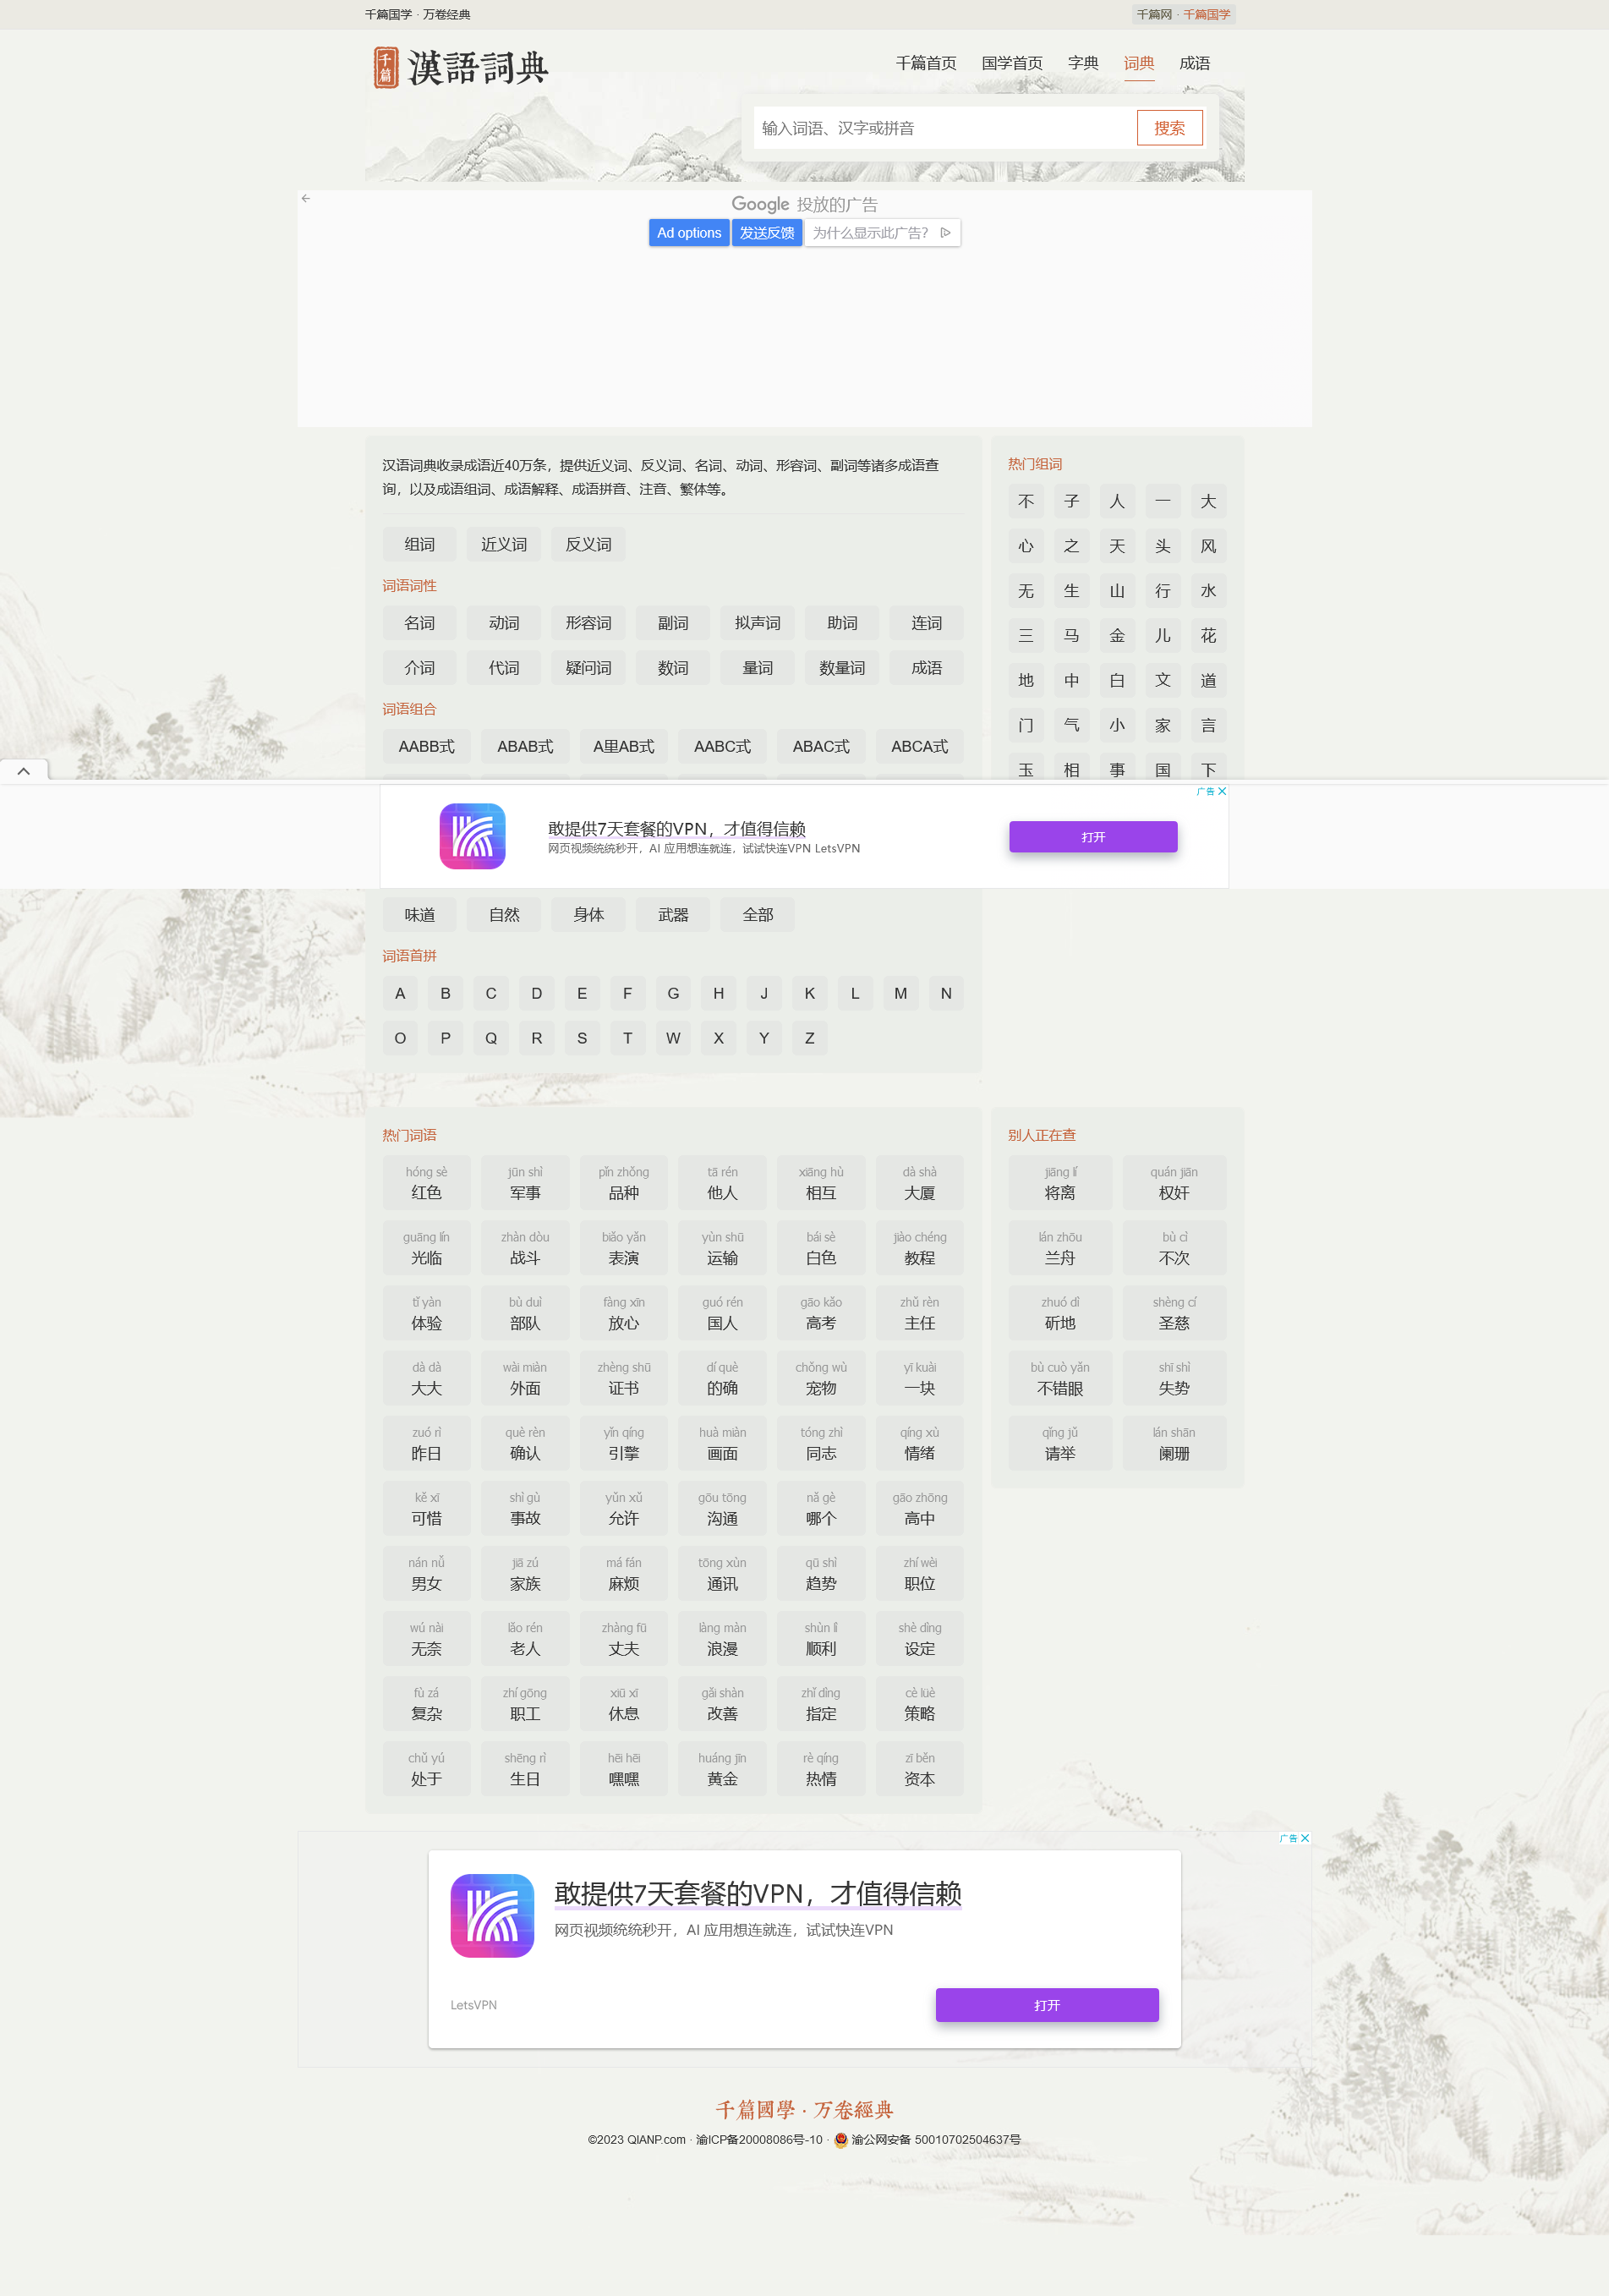 千篇国学 · 万卷经典
千篇网 · 千篇国学
千篇
漢語詞典
千篇首页 国学首页 字典 词典 成语
输入词语、汉字或拼音
搜索
Google 投放的广告
Ad options 发送反馈 为什么显示此广告?
汉语词典收录成语近40万条，提供近义词、反义词、名词、动词、形容词、副词等诸多成语查
询，以及成语组词、成语解释、成语拼音、注音、繁体等。
组词 近义词 反义词
词语词性
名词 动词 形容词 副词 拟声词 助词 连词
介词 代词 疑问词 数词 量词 数量词 成语
词语组合
AABB式 ABAB式 A里AB式 AABC式 ABAC式 ABCA式
热门组词
不 子 人 一 大
心 之 天 头 风
无 生 山 行 水
三 马 金 儿 花
地 中 白 文 道
门 气 小 家 言
玉 相 事 国 下
广告
敢提供7天套餐的VPN，才值得信赖
网页视频统统秒开，AI 应用想连就连，试试快连VPN LetsVPN
打开
味道 自然 身体 武器 全部
词语首拼
A B C D E F G H J K L M N
O P Q R S T W X Y Z
热门词语
hóng sè jūn shì pǐn zhǒng tā rén xiāng hù dà shà
红色 军事 品种 他人 相互 大厦
guāng lín zhàn dòu biǎo yǎn yùn shū bái sè jiào chéng
光临 战斗 表演 运输 白色 教程
tǐ yàn bù duì fàng xīn guó rén gāo kǎo zhǔ rèn
体验 部队 放心 国人 高考 主任
dà dà wài miàn zhèng shū dí què chǒng wù yī kuài
大大 外面 证书 的确 宠物 一块
zuó rì què rèn yǐn qíng huà miàn tóng zhì qíng xù
昨日 确认 引擎 画面 同志 情绪
kě xī shì gù yǔn xǔ gōu tōng nǎ gè gāo zhōng
可惜 事故 允许 沟通 哪个 高中
nán nǚ jiā zú má fán tōng xùn qū shì zhí wèi
男女 家族 麻烦 通讯 趋势 职位
wú nài lǎo rén zhàng fū làng màn shùn lì shè dìng
无奈 老人 丈夫 浪漫 顺利 设定
fù zá zhí gōng xiū xī gǎi shàn zhǐ dìng cè lüè
复杂 职工 休息 改善 指定 策略
chǔ yú shēng rì hēi hēi huáng jīn rè qíng zī běn
处于 生日 嘿嘿 黄金 热情 资本
别人正在查
jiāng lí quán jiān
将离 权奸
lán zhōu bù cì
兰舟 不次
zhuó dì shèng cí
斫地 圣慈
bù cuò yǎn shī shì
不错眼 失势
qǐng jǔ lán shān
请举 阑珊
广告
敢提供7天套餐的VPN，才值得信赖
网页视频统统秒开，AI 应用想连就连，试试快连VPN
LetsVPN
打开
千篇國學 · 万卷經典
©2023 QIANP.com · 渝ICP备20008086号-10 · 渝公网安备 50010702504637号